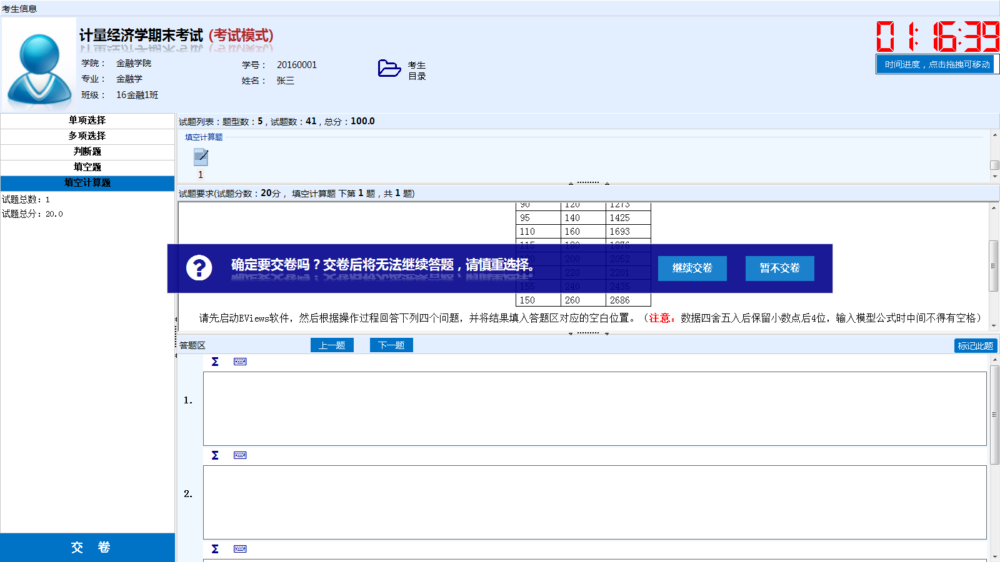 考生信息
计量经济学期末考试 (考试模式)
01:16:39
时间进度，点击拖拽可移动
学院： 金融学院
学号： 20160001
考生目录
专业： 金融学
姓名： 张三
班级： 16金融1班
单项选择
多项选择
判断题
填空题
填空计算题
试题总数：1
试题总分：20.0
交 卷
试题列表：题型数：5，试题数：41，总分：100.0
填空计算题
1
试题要求(试题分数：20分， 填空计算题 下第 1 题，共 1 题)
90 120 1273
95 140 1425
110 160 1693
115 180 1876
确定要交卷吗？交卷后将无法继续答题，请慎重选择。
继续交卷 暂不交卷
200 2052
220 2201
155 240 2435
150 260 2686
请先启动EViews软件，然后根据操作过程回答下列四个问题，并将结果填入答题区对应的空白位置。（注意：数据四舍五入后保留小数点后4位，输入模型公式时中间不得有空格）
答题区 上一题 下一题 标记此题
Σ
1.
Σ
2.
Σ